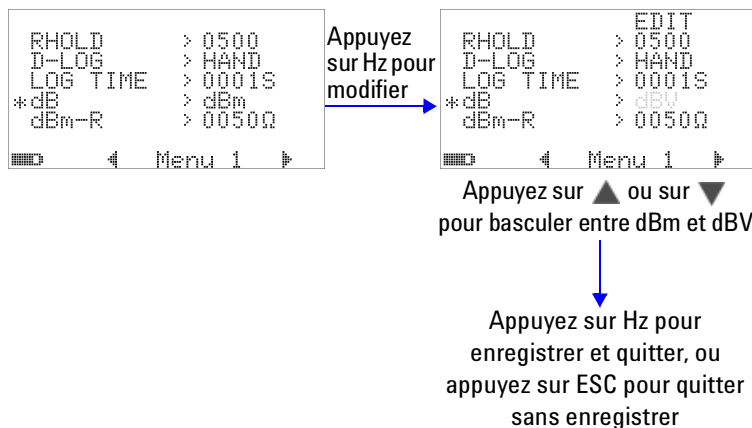 RHOLD > 0500
D-LOG > HAND
LOG TIME > 0001S
*dB > dBm
dBm-R > 0050Ω
Menu 1
Appuyez
sur Hz pour
modifier
EDIT
RHOLD > 0500
D-LOG > HAND
LOG TIME > 0001S
*dB > dBV
dBm-R > 0050Ω
Menu 1
Appuyez sur ▲ ou sur ▼
pour basculer entre dBm et dBV
Appuyez sur Hz pour
enregistrer et quitter, ou
appuyez sur ESC pour quitter
sans enregistrer